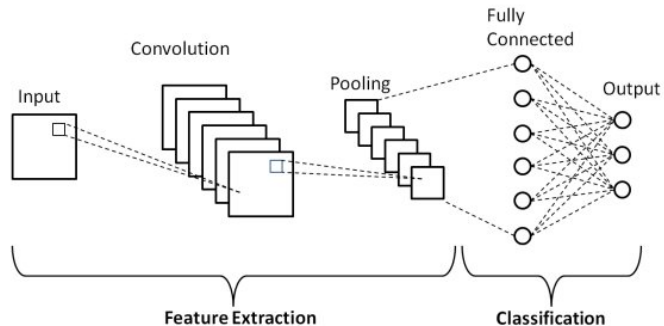 Input
Convolution
Pooling
Fully
Connected
Output
Feature Extraction
Classification